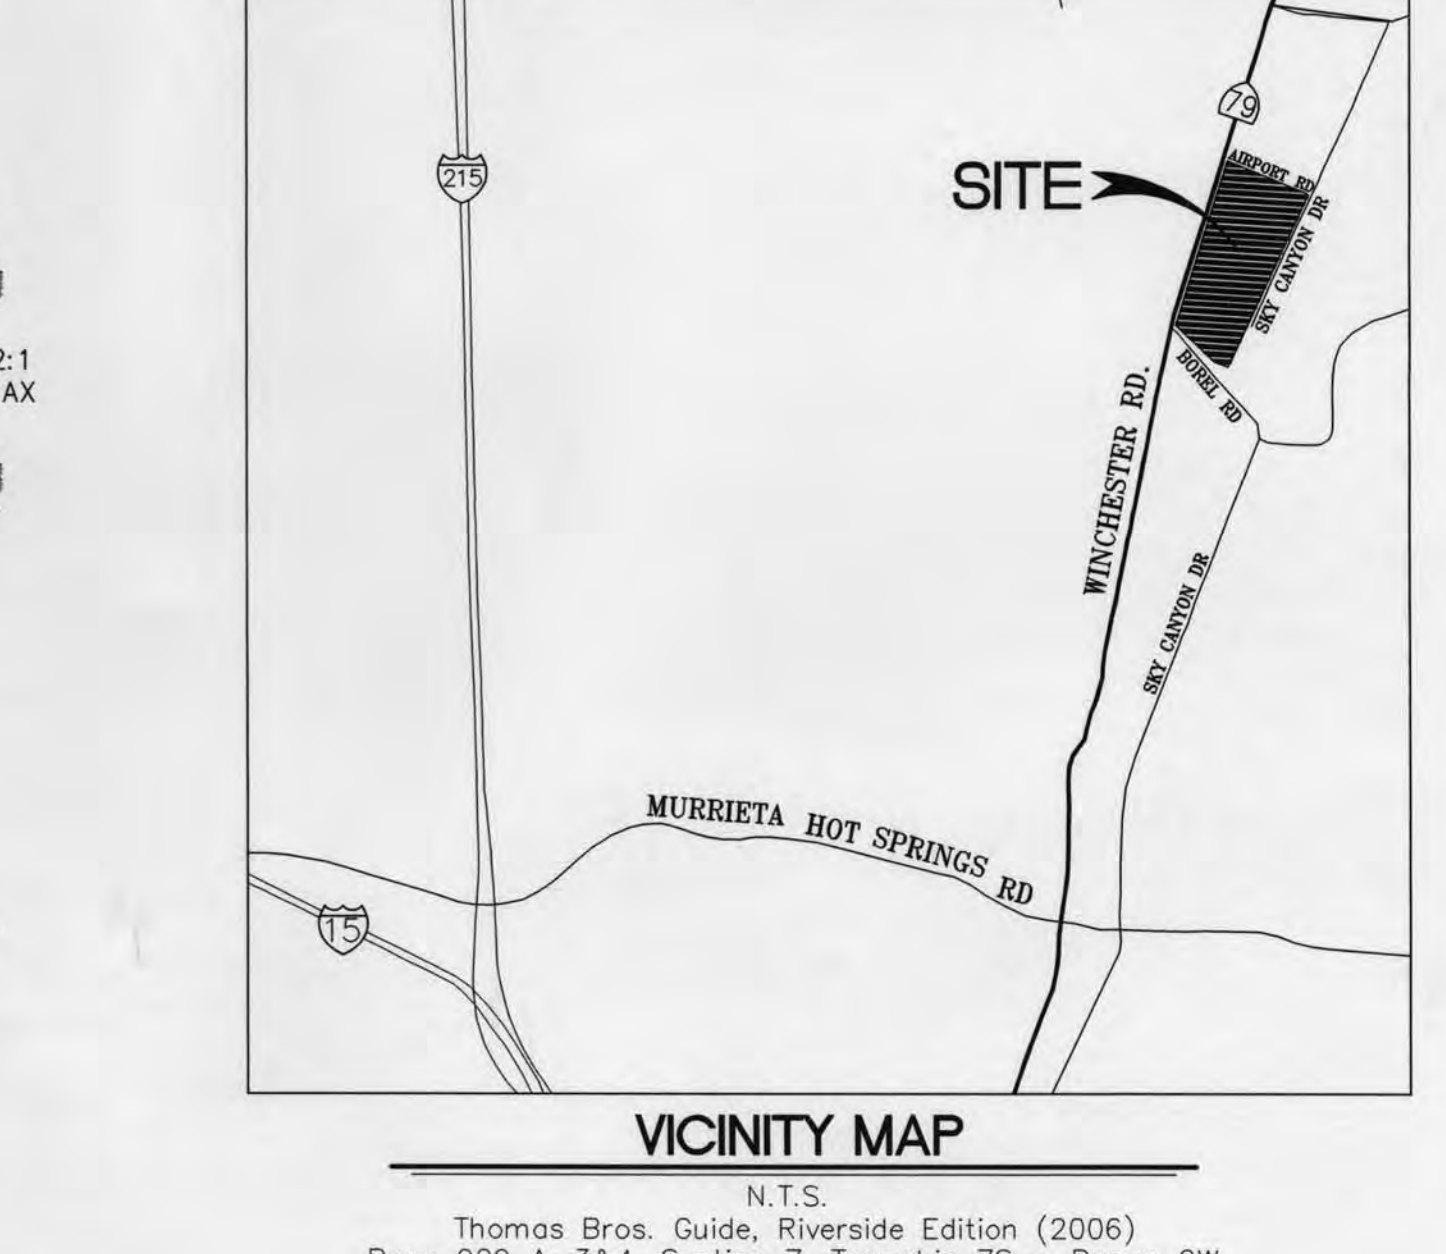 79
215
AIRPORT RD
SITE
SKY CANYON DR
2:1
AX
BOREL RD
WINCHESTER RD.
SKY CANYON DR
MURRIETA HOT SPRINGS RD
15
VICINITY MAP
N.T.S.
Thomas Bros. Guide, Riverside Edition (2006)